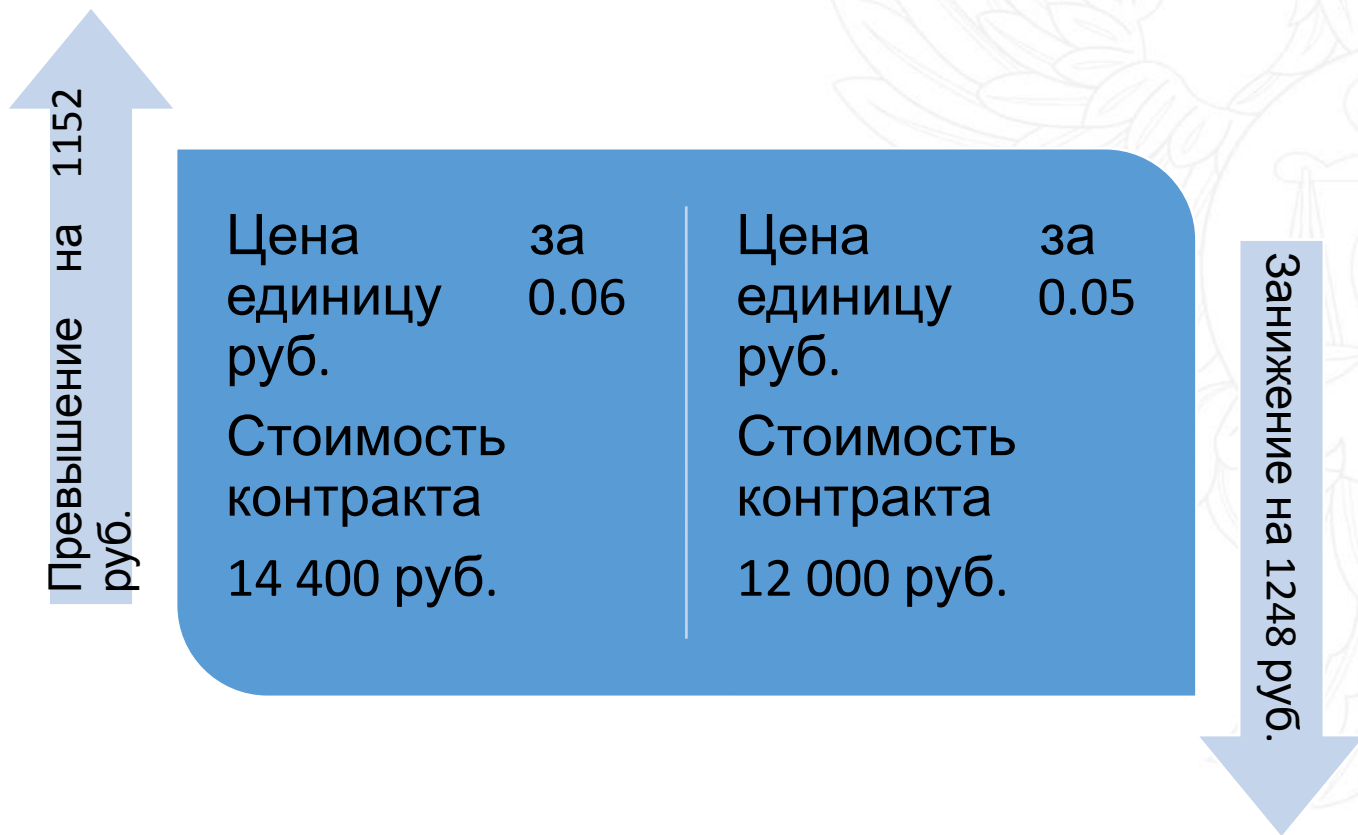 Превышение на 1152
руб.
Цена за
единицу 0.06
руб.
Стоимость
контракта
14 400 руб.
Цена за
единицу 0.05
руб.
Стоимость
контракта
12 000 руб.
Занижение на 1248 руб.